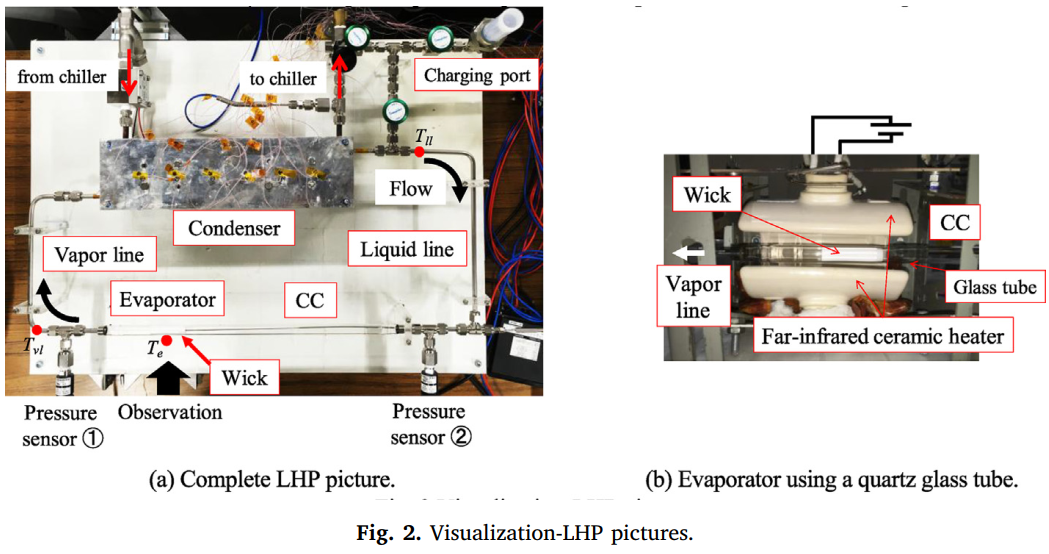 from chiller
to chiller
Charging port
T_ll
Flow
Condenser
Vapor line
Liquid line
Evaporator
CC
T_vl
T_e
Wick
Pressure
sensor ①
Observation
Pressure
sensor ②
(a) Complete LHP picture.
Wick
CC
Vapor
line
Glass tube
Far-infrared ceramic heater
(b) Evaporator using a quartz glass tube.
Fig. 2. Visualization-LHP pictures.